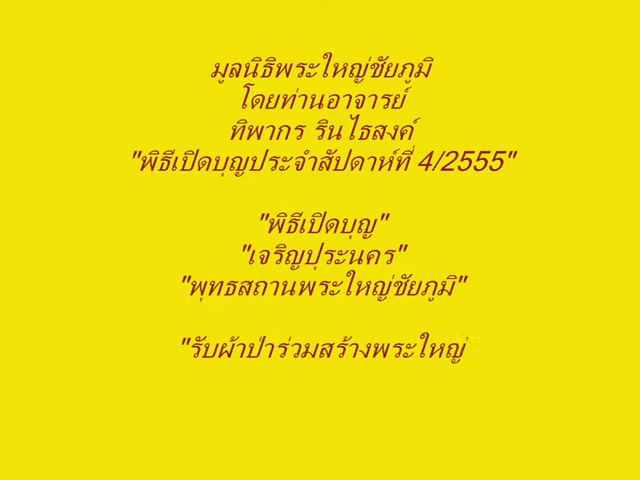 มูลนิธิพระใหญ่ชัยภูมิ
โดยท่านอาจารย์
ทิพากร รินไธสงค์
"พิธีเปิดบุญประจำสัปดาห์ที่ 4/2555"
"พิธีเปิดบุญ"
"เจริญปุระนคร"
"พุทธสถานพระใหญ่ชัยภูมิ"
"รับผ้าป่าร่วมสร้างพระใหญ่